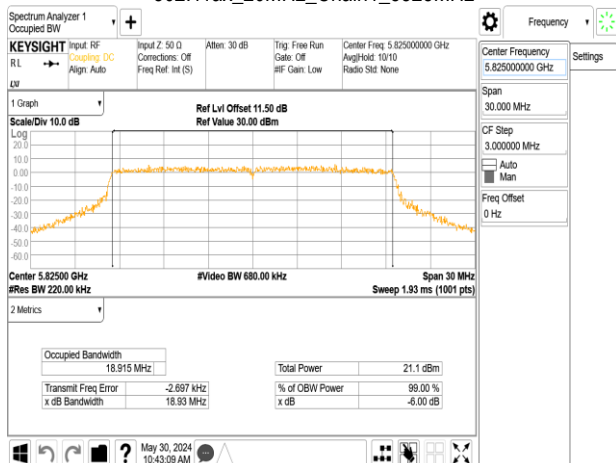 Spectrum Analyzer 1
Occupied BW
Frequency
KEYSIGHT
Input: RF
Coupling: DC
Align: Auto
Input Z: 50 Ω
Corrections: Off
Freq Ref: Int (S)
Atten: 30 dB
Trig: Free Run
Gate: Off
#IF Gain: Low
Center Freq: 5.825000000 GHz
Avg|Hold: 10/10
Radio Std: None
RL
LXI
Center Frequency
5.825000000 GHz
Settings
Span
30.000 MHz
CF Step
3.000000 MHz
Auto
Man
Freq Offset
0 Hz
1 Graph
Scale/Div 10.0 dB
Ref Lvl Offset 11.50 dB
Ref Value 30.00 dBm
Log
20.0
10.0
0.00
-10.0
-20.0
-30.0
-40.0
-50.0
-60.0
Center 5.82500 GHz
#Video BW 680.00 kHz
Span 30 MHz
#Res BW 220.00 kHz
Sweep 1.93 ms (1001 pts)
2 Metrics
Occupied Bandwidth
18.915 MHz
Total Power 21.1 dBm
Transmit Freq Error -2.697 kHz
% of OBW Power 99.00 %
x dB Bandwidth 18.93 MHz
x dB -6.00 dB
May 30, 2024
10:43:09 AM